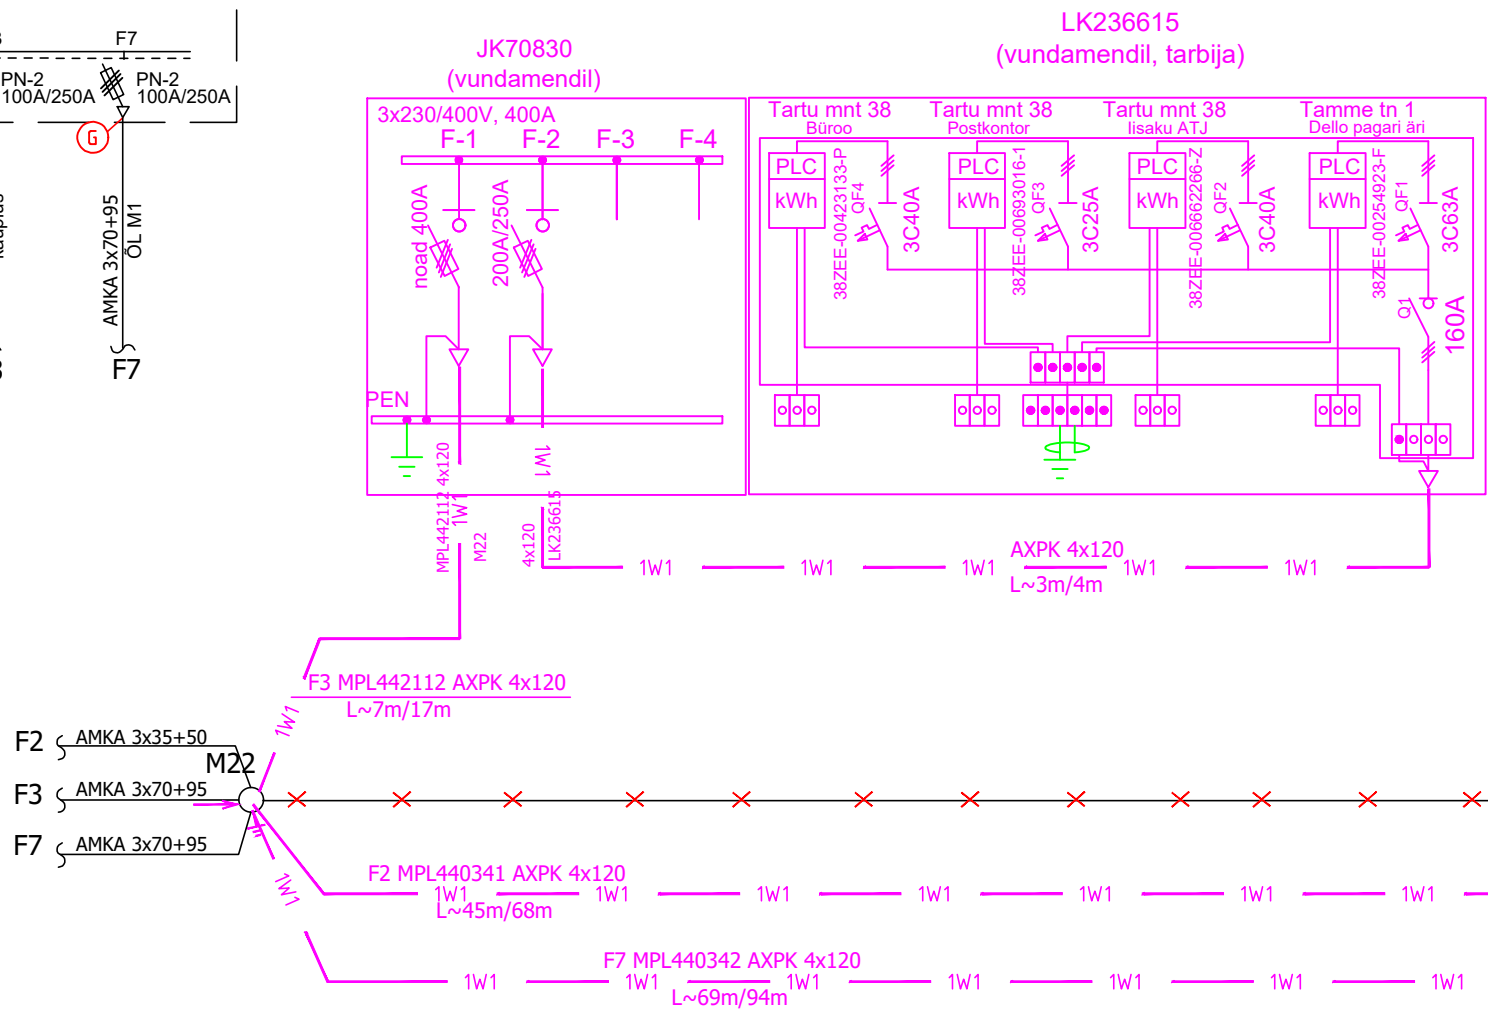 F7
PN-2
100A/250A
PN-2
100A/250A
G
AMKA 3x70+95
ÕL M1
F7
JK70830
(vundamendil)
3x230/400V, 400A
F-1
F-2
F-3
F-4
noad 400A
200A/250A
PEN
MPL442112 4x120
1W1
M22
1W1
4x120
LK236615
LK236615
(vundamendil, tarbija)
Tartu mnt 38
Büroo
PLC
kWh
38ZEE-00423133-P
QF4
3C40A
Tartu mnt 38
Postkontor
PLC
kWh
38ZEE-00693016-1
QF3
3C25A
Tartu mnt 38
Iisaku ATJ
PLC
kWh
38ZEE-00662266-Z
QF2
3C40A
Tamme tn 1
Dello pagari äri
PLC
kWh
38ZEE-00254923-F
QF1
3C63A
Q1
160A
AXPK 4x120
1W1 1W1 1W1 1W1 1W1
L~3m/4m
F3 MPL442112 AXPK 4x120
L~7m/17m
1W1
F2
AMKA 3x35+50
M22
F3
AMKA 3x70+95
F7
AMKA 3x70+95
1W1
F2 MPL440341 AXPK 4x120
1W1 1W1 1W1 1W1 1W1 1W1 1W1
L~45m/68m
F7 MPL440342 AXPK 4x120
1W1 1W1 1W1 1W1 1W1 1W1 1W1
L~69m/94m